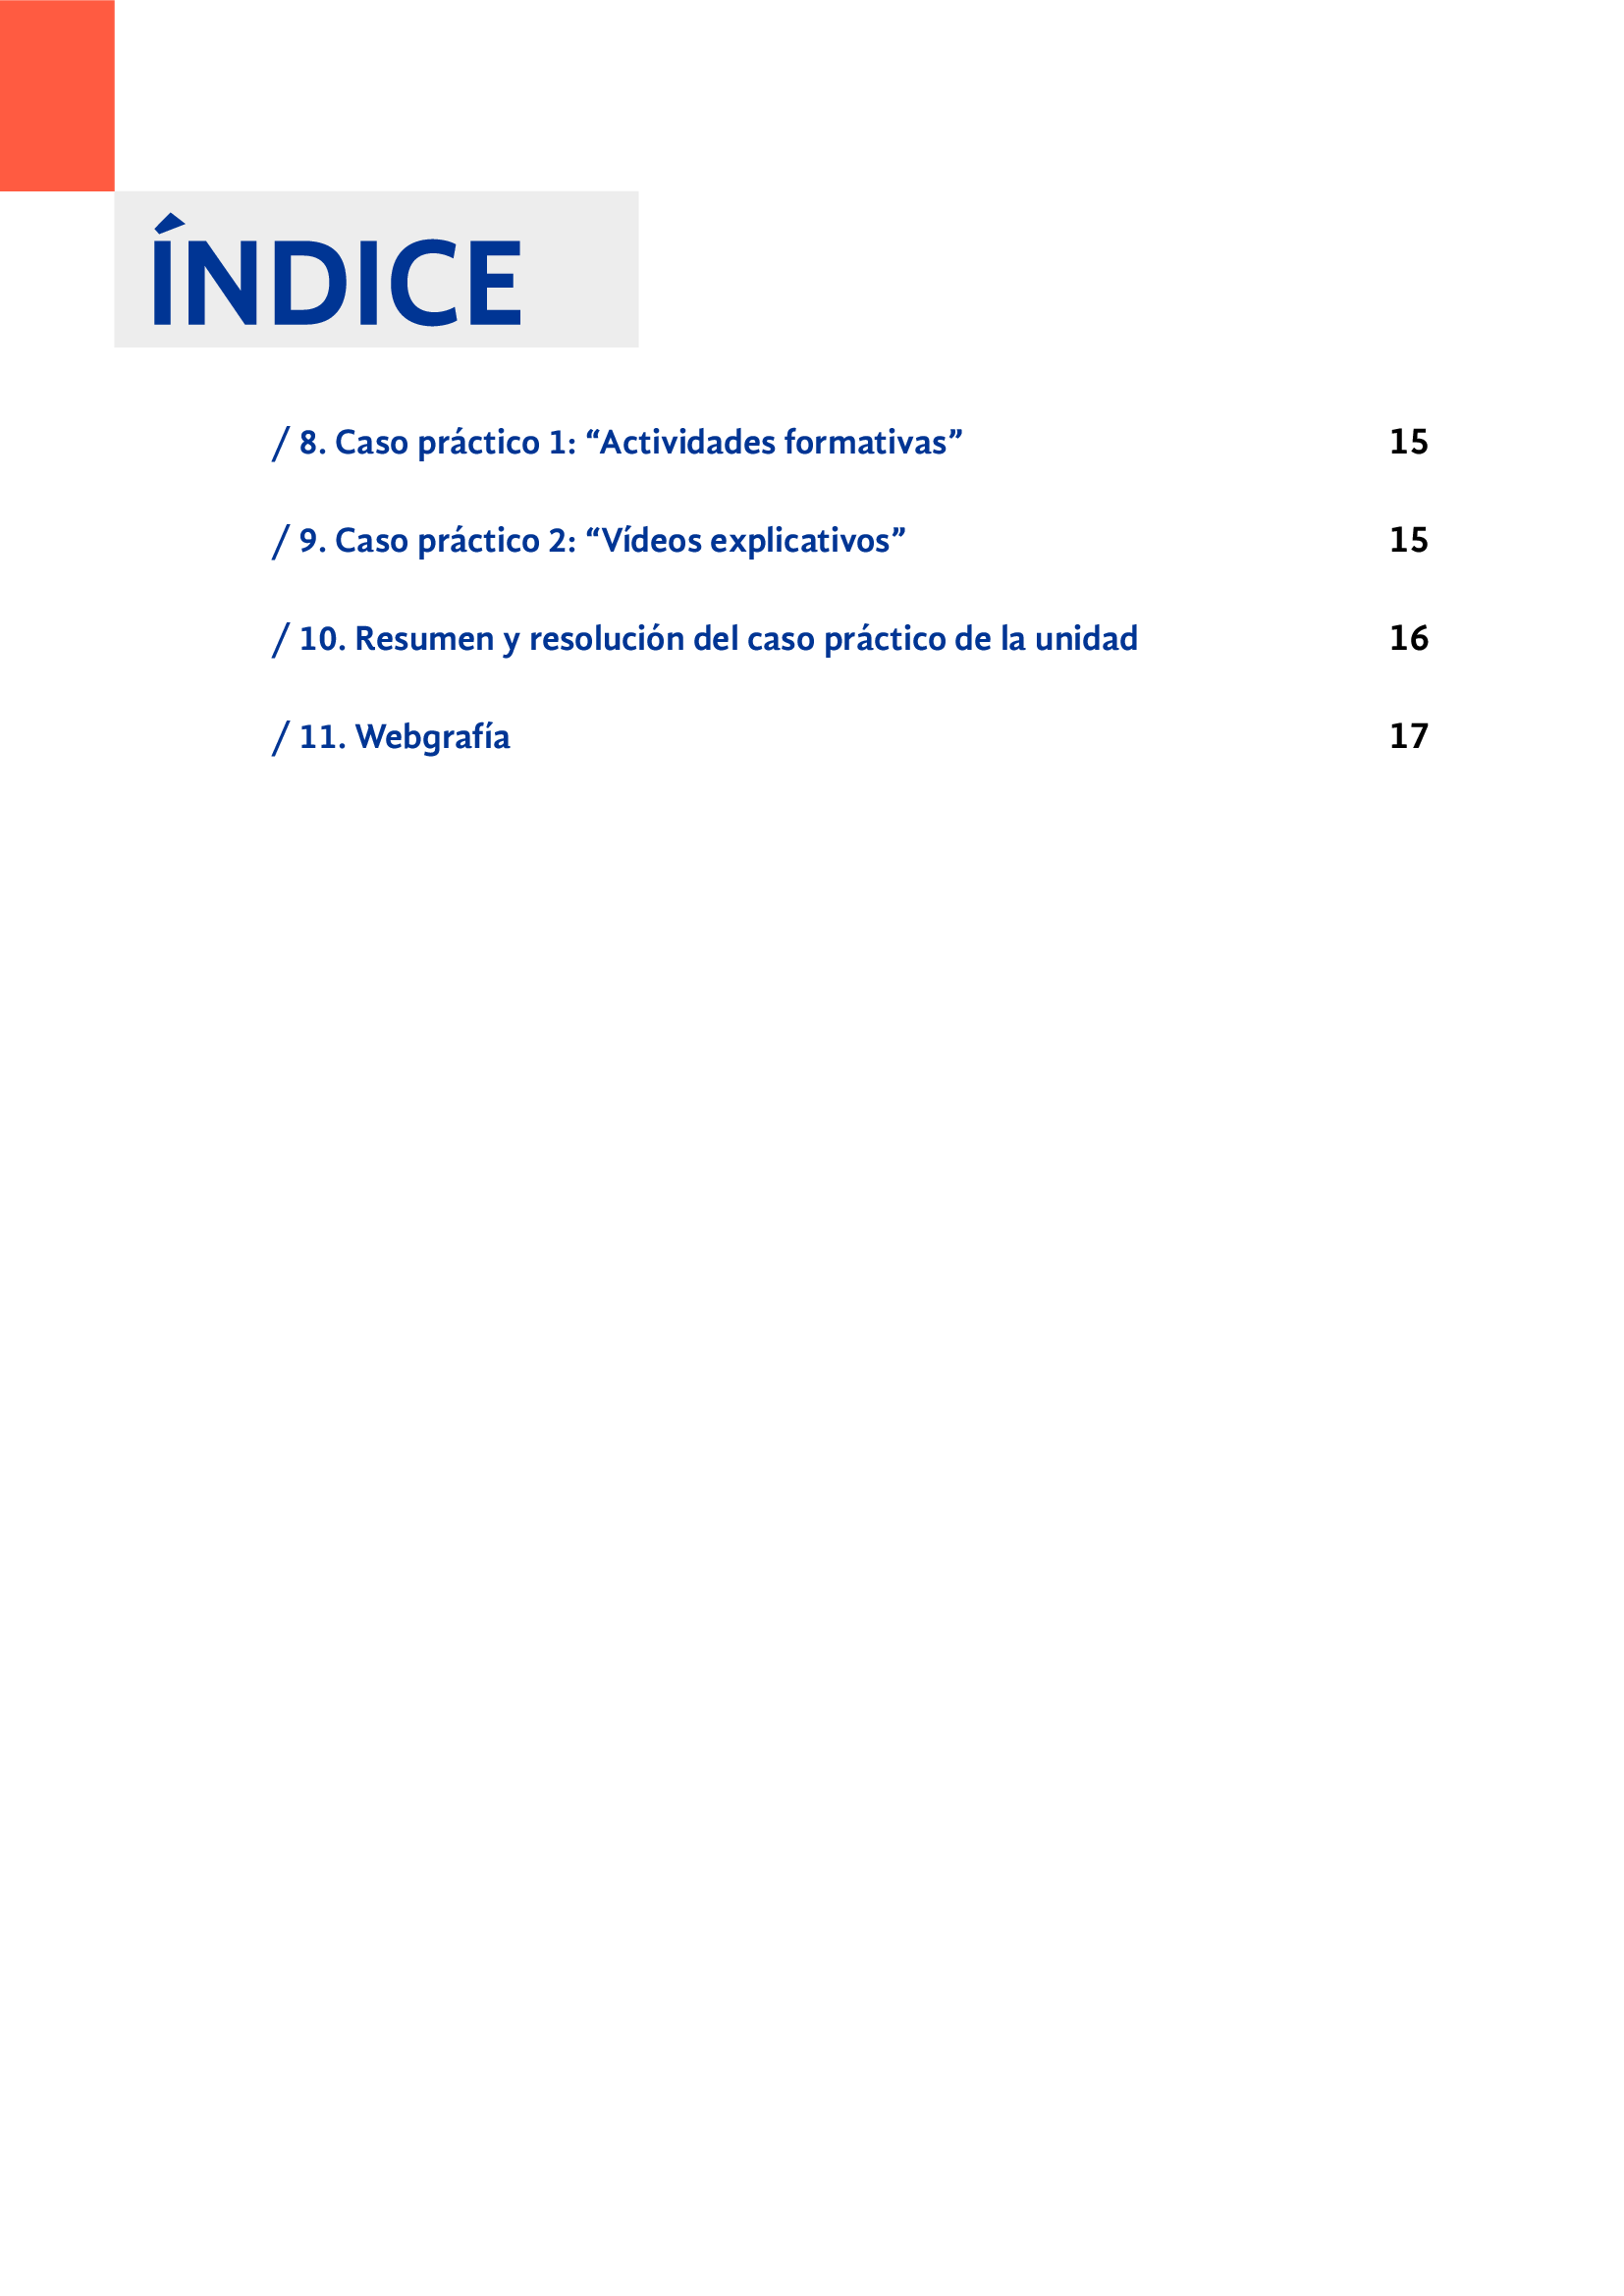 ÍNDICE
/ 8. Caso práctico 1: “Actividades formativas” 15
/ 9. Caso práctico 2: “Vídeos explicativos” 15
/ 10. Resumen y resolución del caso práctico de la unidad 16
/ 11. Webgrafía 17